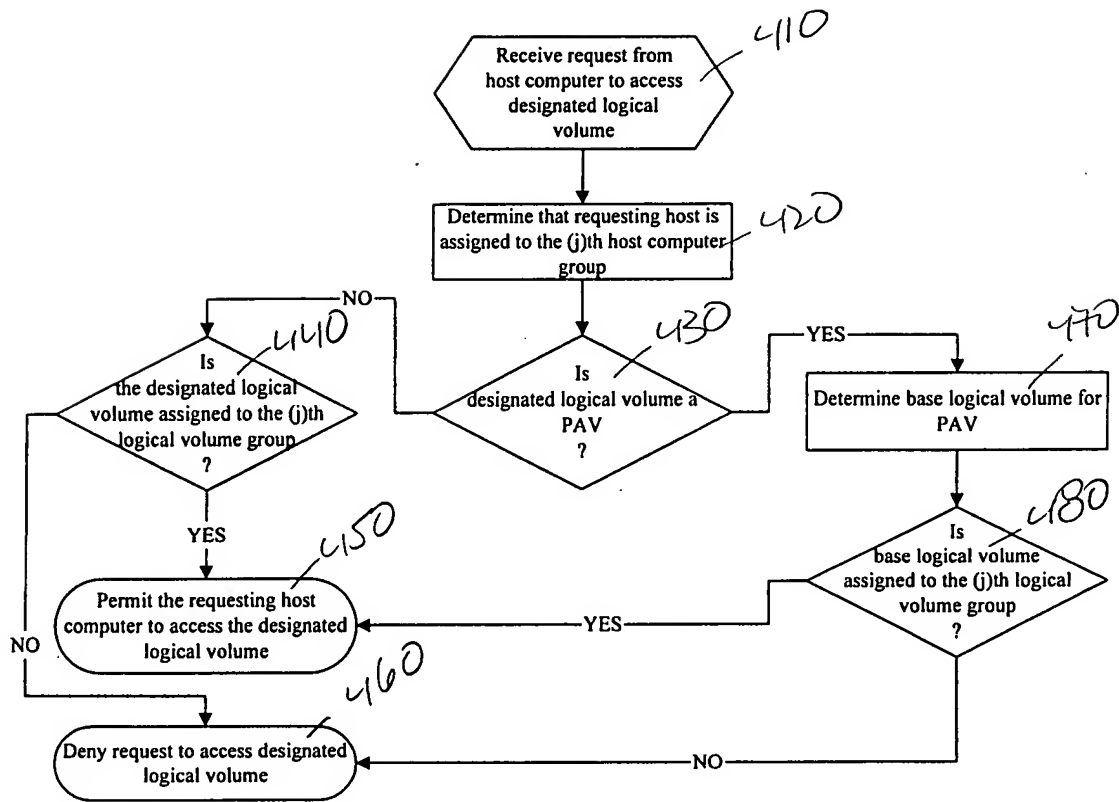 Receive request from
host computer to access
designated logical
volume
410
Determine that requesting host is
assigned to the (j)th host computer
group
420
NO
Is
designated logical volume a
PAV
?
430
YES
Is
the designated logical
volume assigned to the (j)th
logical volume group
?
440
Determine base logical volume for
PAV
470
YES
Permit the requesting host
computer to access the designated
logical volume
450
Is
base logical volume
assigned to the (j)th logical
volume group
?
480
YES
NO
Deny request to access designated
logical volume
460
NO